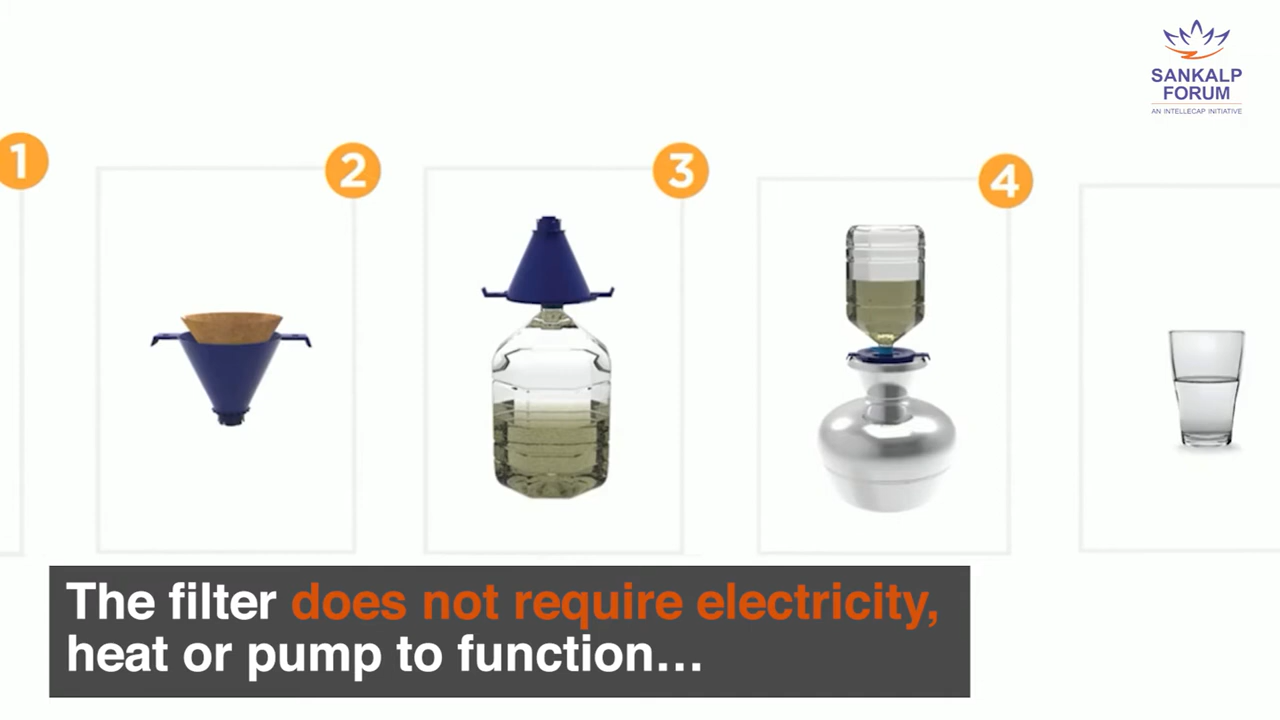 SANKALP
FORUM
AN INTELLECAP INITIATIVE
1
2
3
4
The filter does not require electricity,
heat or pump to function...